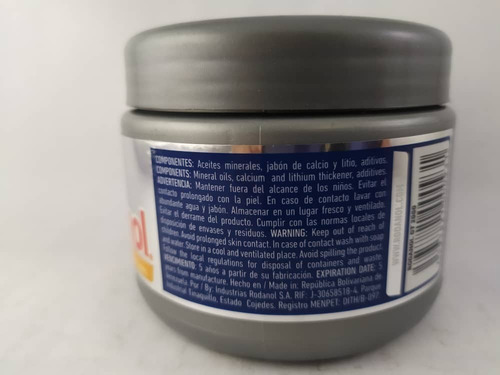 COMPONENTES: Aceites minerales, jabón de calcio y litio, aditivos.
COMPONENTS: Mineral oils, calcium and lithium thickener, additives
ADVERTENCIA: Mantener fuera del alcance de los niños. Evitar el
contacto prolongado con la piel. En caso de contacto lavar con
abundante agua y jabón. Almacenar en un lugar fresco y ventilado.
Evitar el derrame del producto. Cumplir con las normas locales de
disposición de envases y residuos. WARNING: Keep out of reach of
children. Avoid prolonged skin contact. In case of contact wash with soap
and water. Store in a cool and ventilated place. Avoid spilling the product
the local regulations for disposal of containers and waste.
VENCIMIENTO: 5 años a partir de su fabricación. EXPIRATION DATE: 5
years from manufacture. Hecho en / Made in: República Bolivariana de
Venezuela. Por / By: Industrias Rodanol S.A. RIF: J-30658518-4, Parque
Industrial Tinaquillo, Estado Cojedes. Registro MENPET: DITH/B-097
ol.
WWW.RODANOL.COM